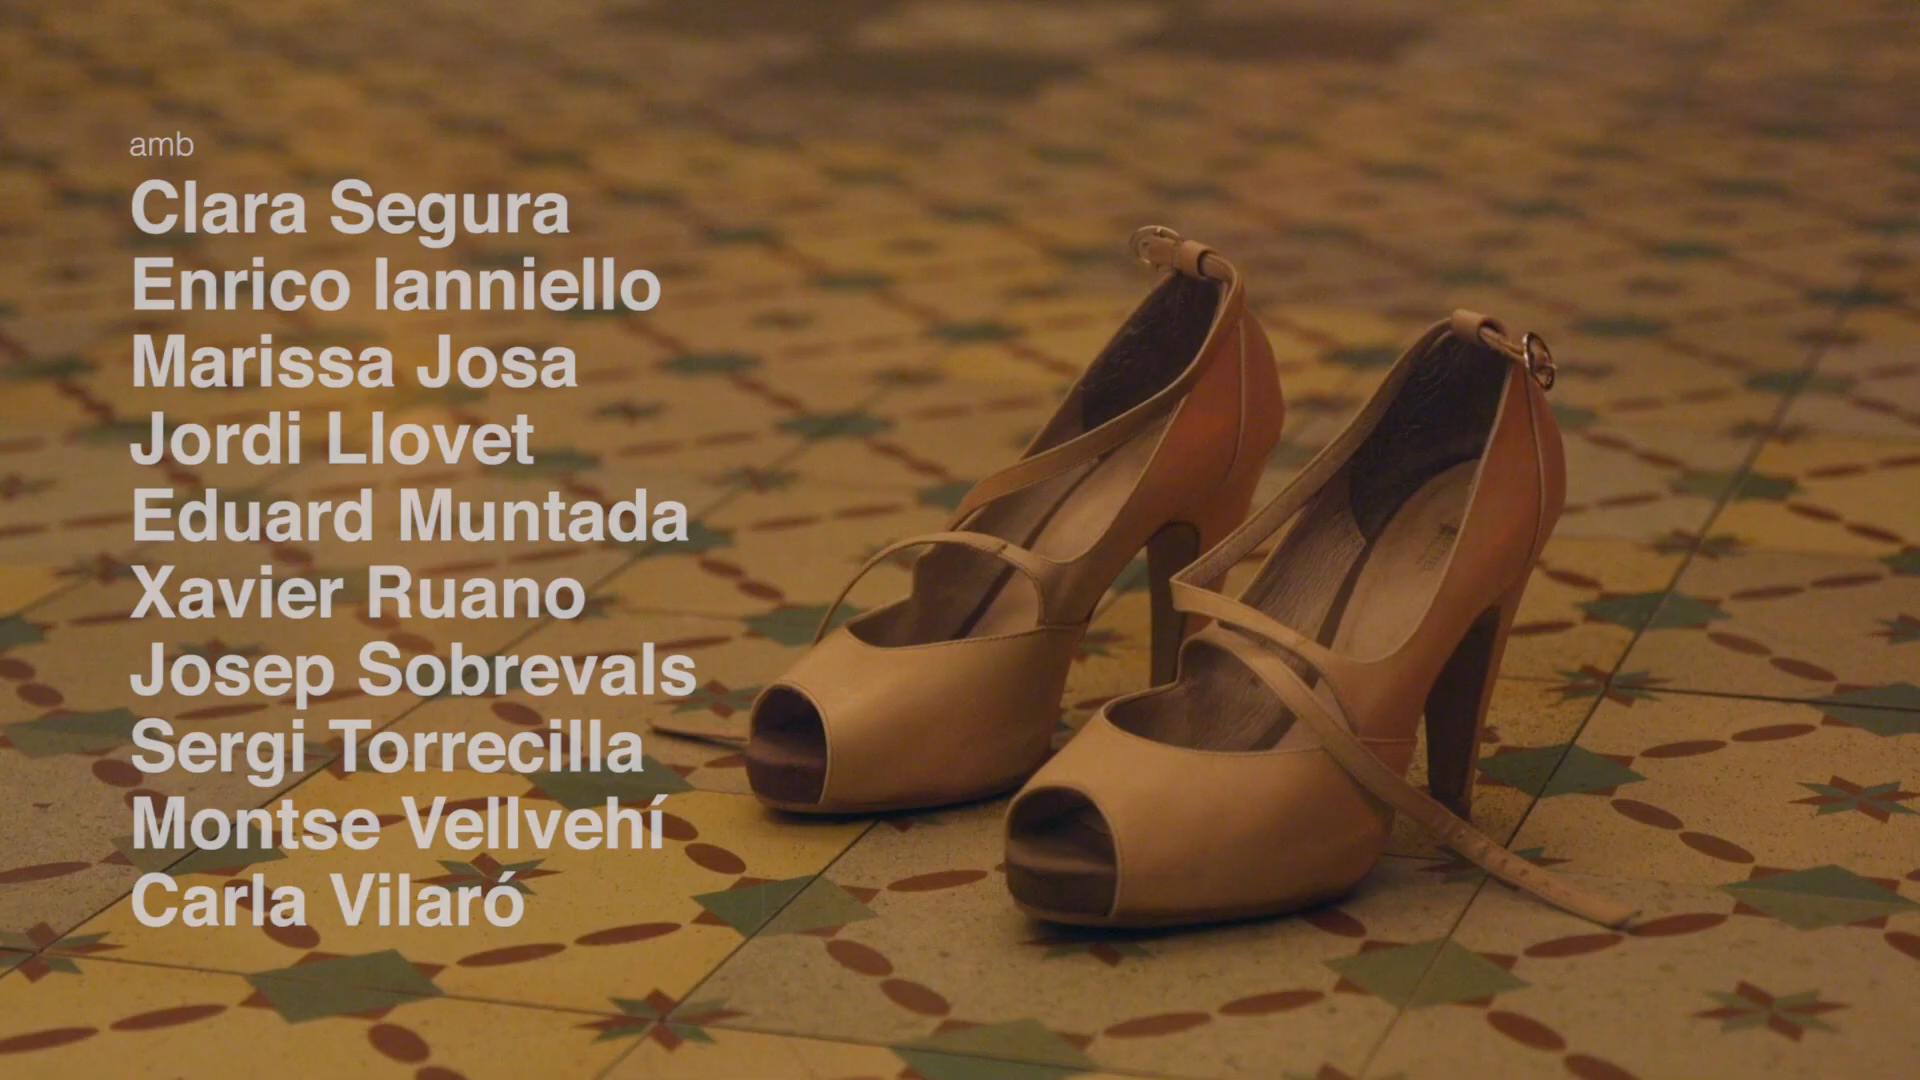 amb
Clara Segura
Enrico Ianniello
Marissa Josa
Jordi Llovet
Eduard Muntada
Xavier Ruano
Josep Sobrevals
Sergi Torrecilla
Montse Vellvehí
Carla Vilaró